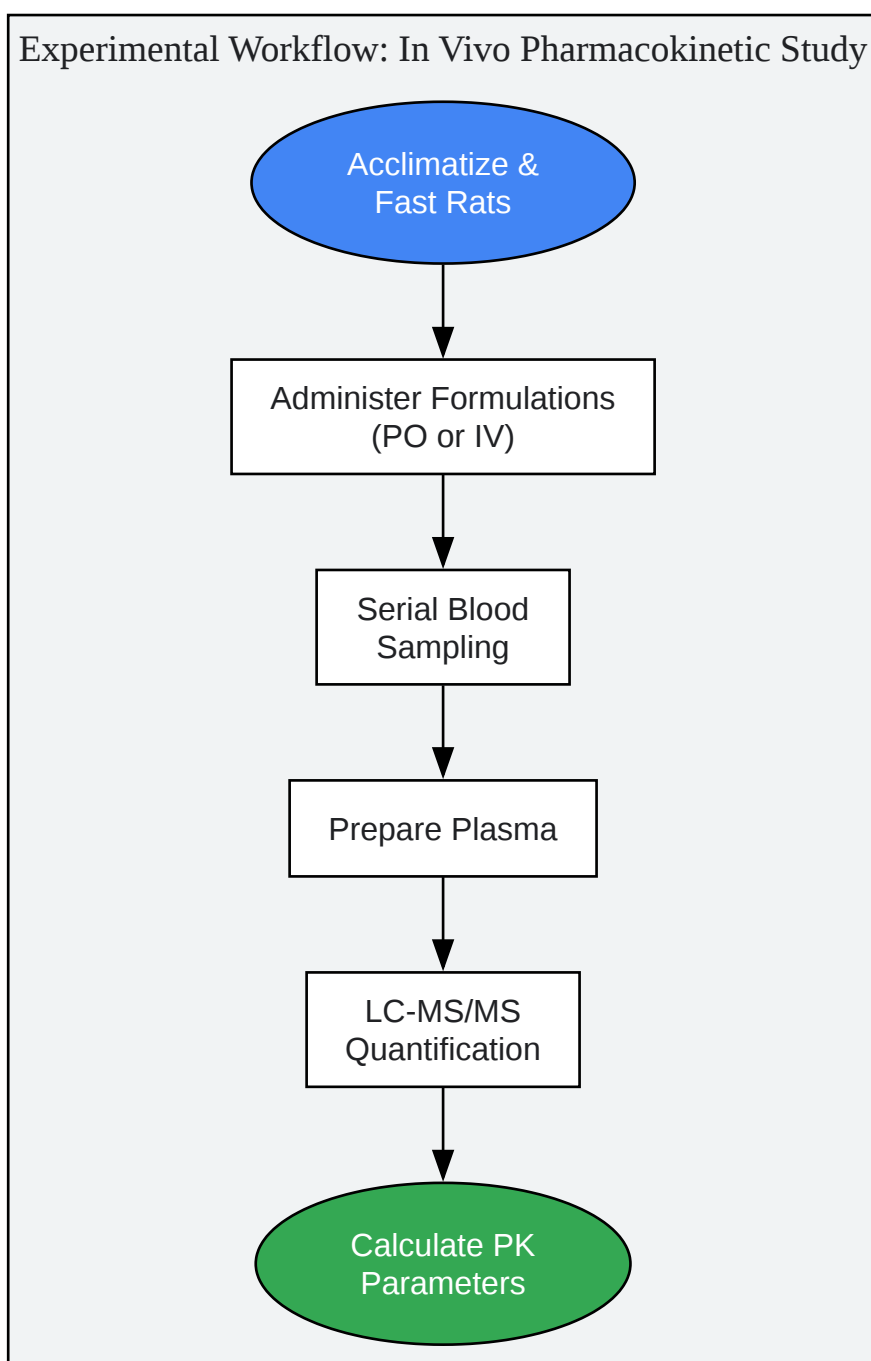 Experimental Workflow: In Vivo Pharmacokinetic Study
Acclimatize &
Fast Rats
Administer Formulations
(PO or IV)
Serial Blood
Sampling
Prepare Plasma
LC-MS/MS
Quantification
Calculate PK
Parameters